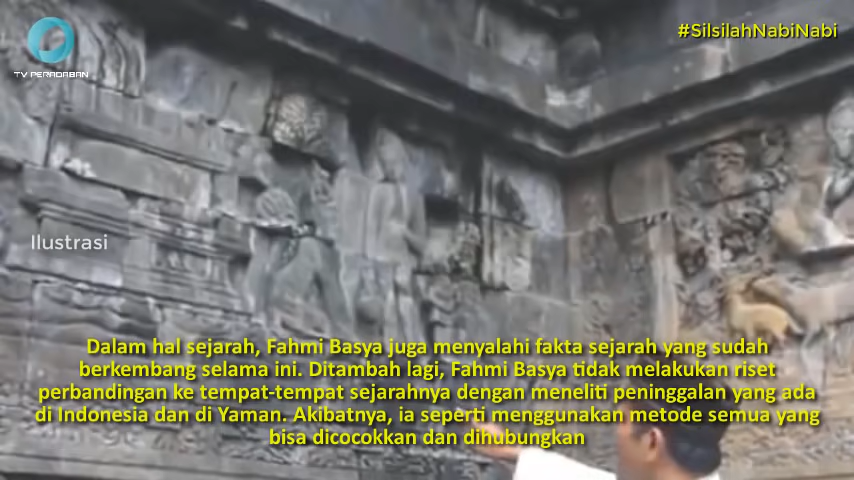 #SilsilahNabiNabi
TV PERADABAN
Ilustrasi
Dalam hal sejarah, Fahmi Basya juga menyalahi fakta sejarah yang sudah
berkembang selama ini. Ditambah lagi, Fahmi Basya tidak melakukan riset
perbandingan ke tempat-tempat sejarahnya dengan meneliti peninggalan yang ada
di Indonesia dan di Yaman. Akibatnya, ia seperti menggunakan metode semua yang
bisa dicocokkan dan dihubungkan